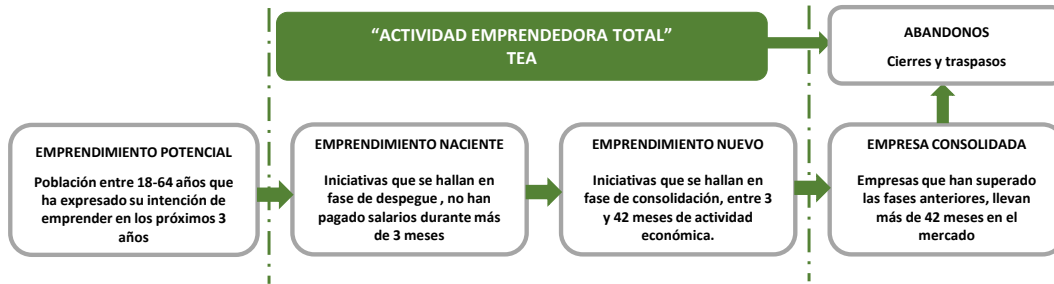 “ACTIVIDAD EMPRENDEDORA TOTAL”
TEA
ABANDONOS
Cierres y traspasos
EMPRENDIMIENTO POTENCIAL
Población entre 18-64 años que
ha expresado su intención de
emprender en los próximos 3
años
EMPRENDIMIENTO NACIENTE
Iniciativas que se hallan en
fase de despegue , no han
pagado salarios durante más
de 3 meses
EMPRENDIMIENTO NUEVO
Iniciativas que se hallan en
fase de consolidación, entre 3
y 42 meses de actividad
económica.
EMPRESA CONSOLIDADA
Empresas que han superado
las fases anteriores, llevan
más de 42 meses en el
mercado